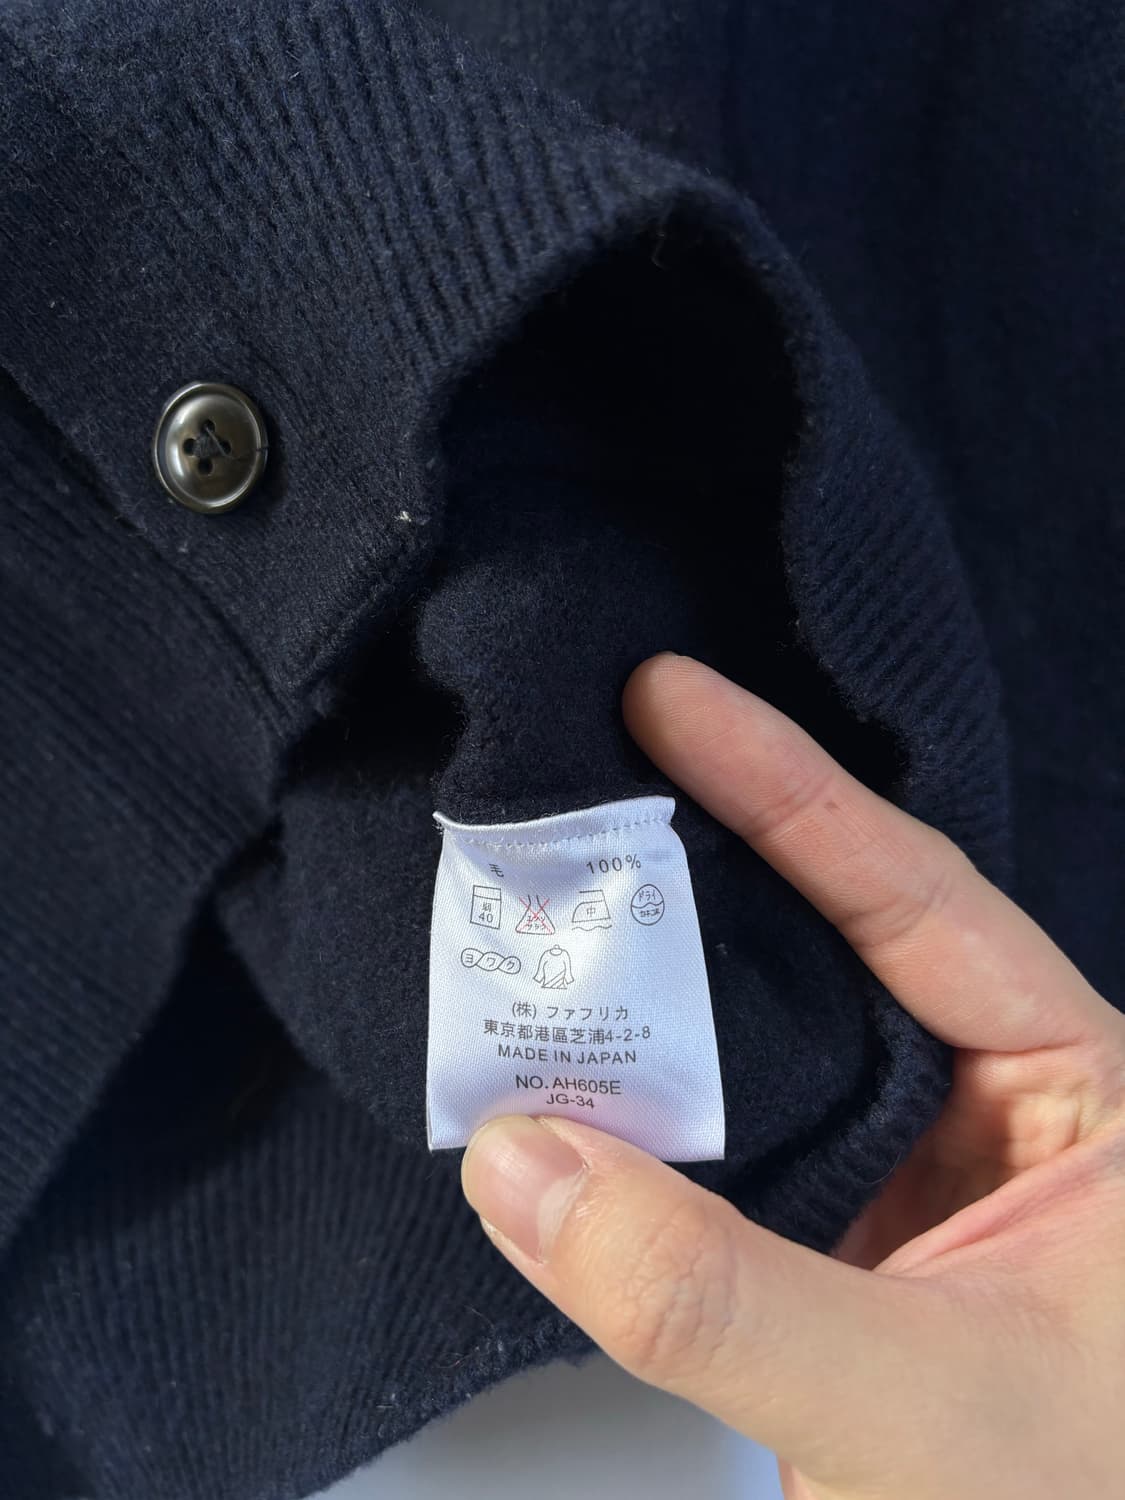 毛 100%
40 中 ドライ
ヨワク
(株) ファフリカ
東京都港區芝浦4-2-8
MADE IN JAPAN
NO. AH605E
JG-34